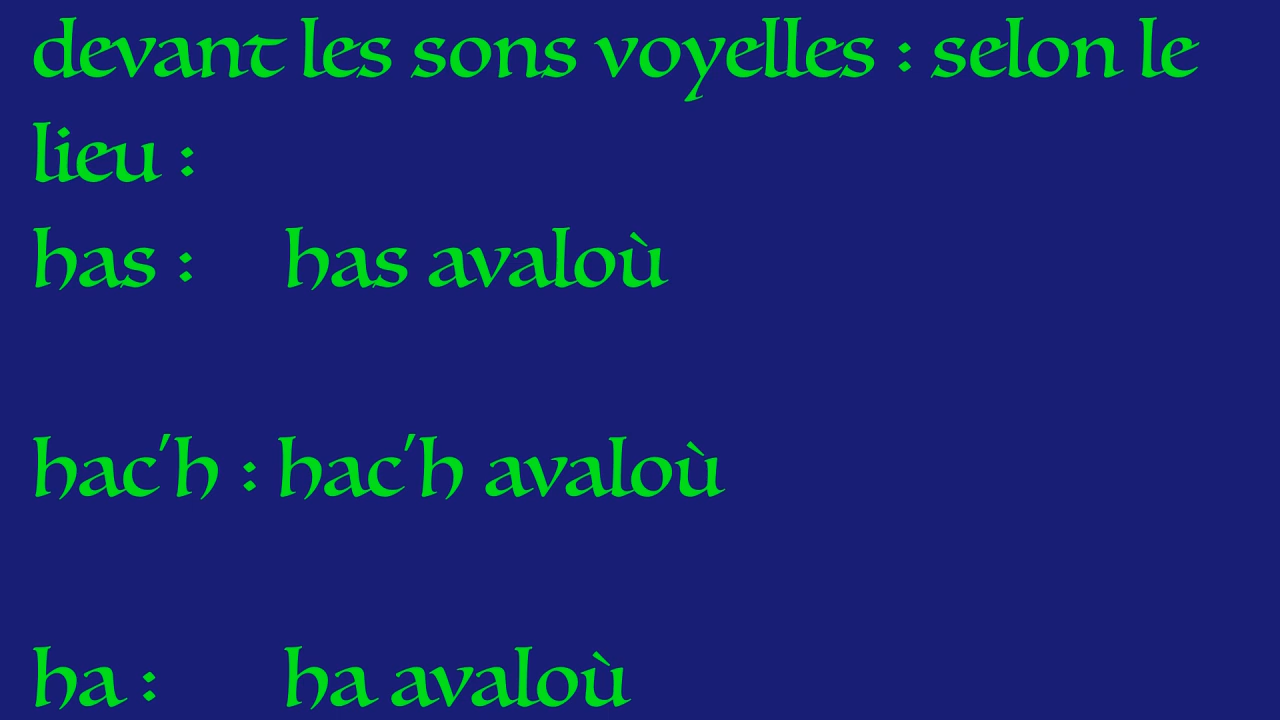 devant les sons voyelles : selon le
lieu :
has : has avaloù
hac'h : hac'h avaloù
ha : ha avaloù